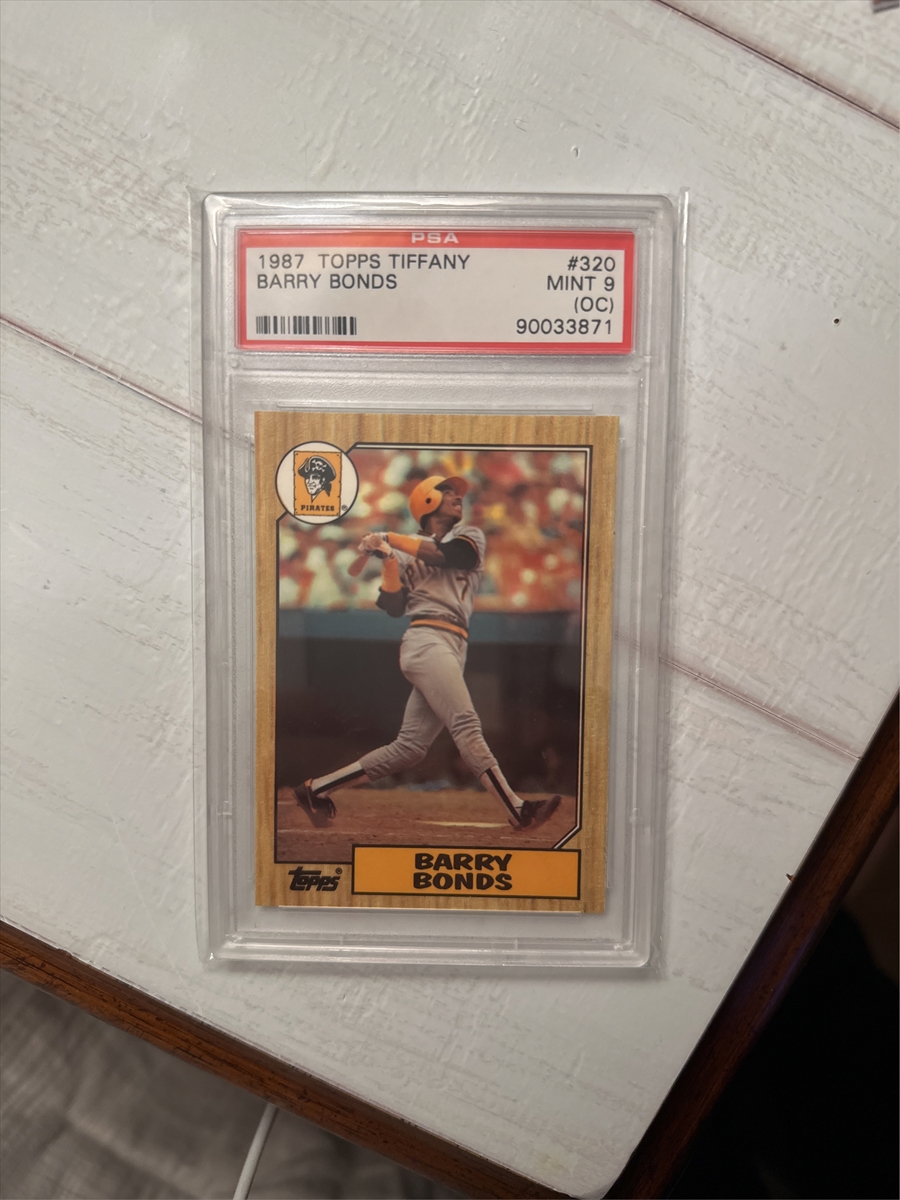 PSA
1987 TOPPS TIFFANY #320
BARRY BONDS MINT 9
(OC)
90033871
PIRATES ®
Topps®
BARRY
BONDS